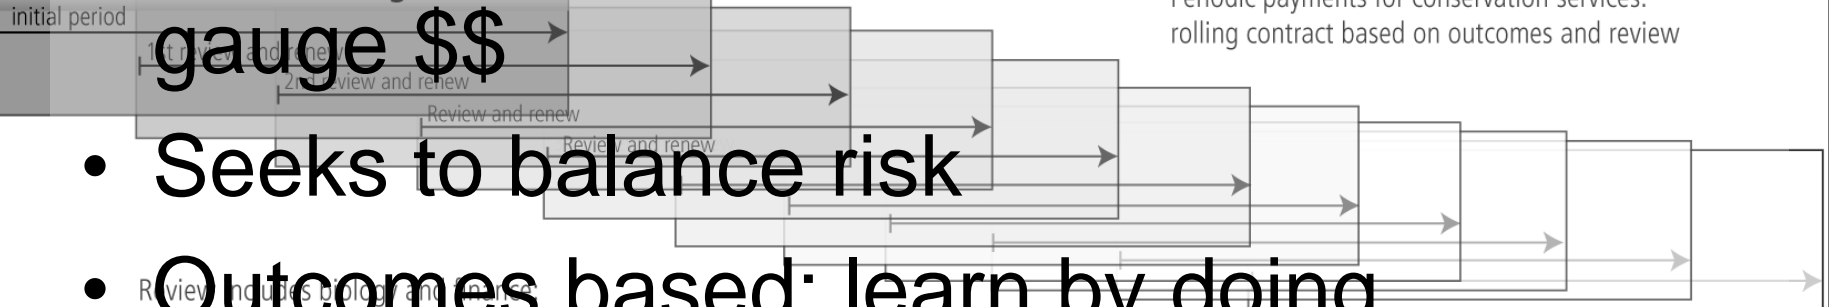 Periodic payments for conservation services:
initial period
rolling contract based on outcomes and review
gauge $$
1st review and renew
2nd review and renew
Review and renew
Review and renew
• Seeks to balance risk
• Outcomes based: learn by doing
Review includes biology and finance: